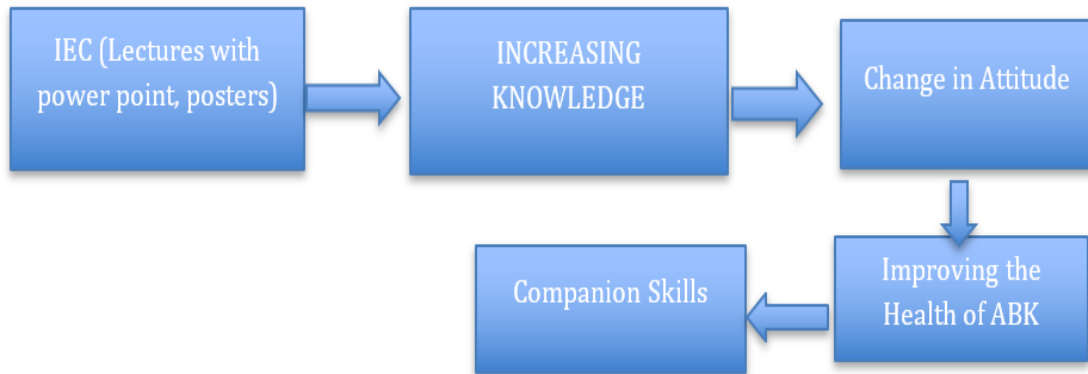 IEC (Lectures with
power point, posters)
INCREASING
KNOWLEDGE
Change in Attitude
Improving the
Health of ABK
Companion Skills